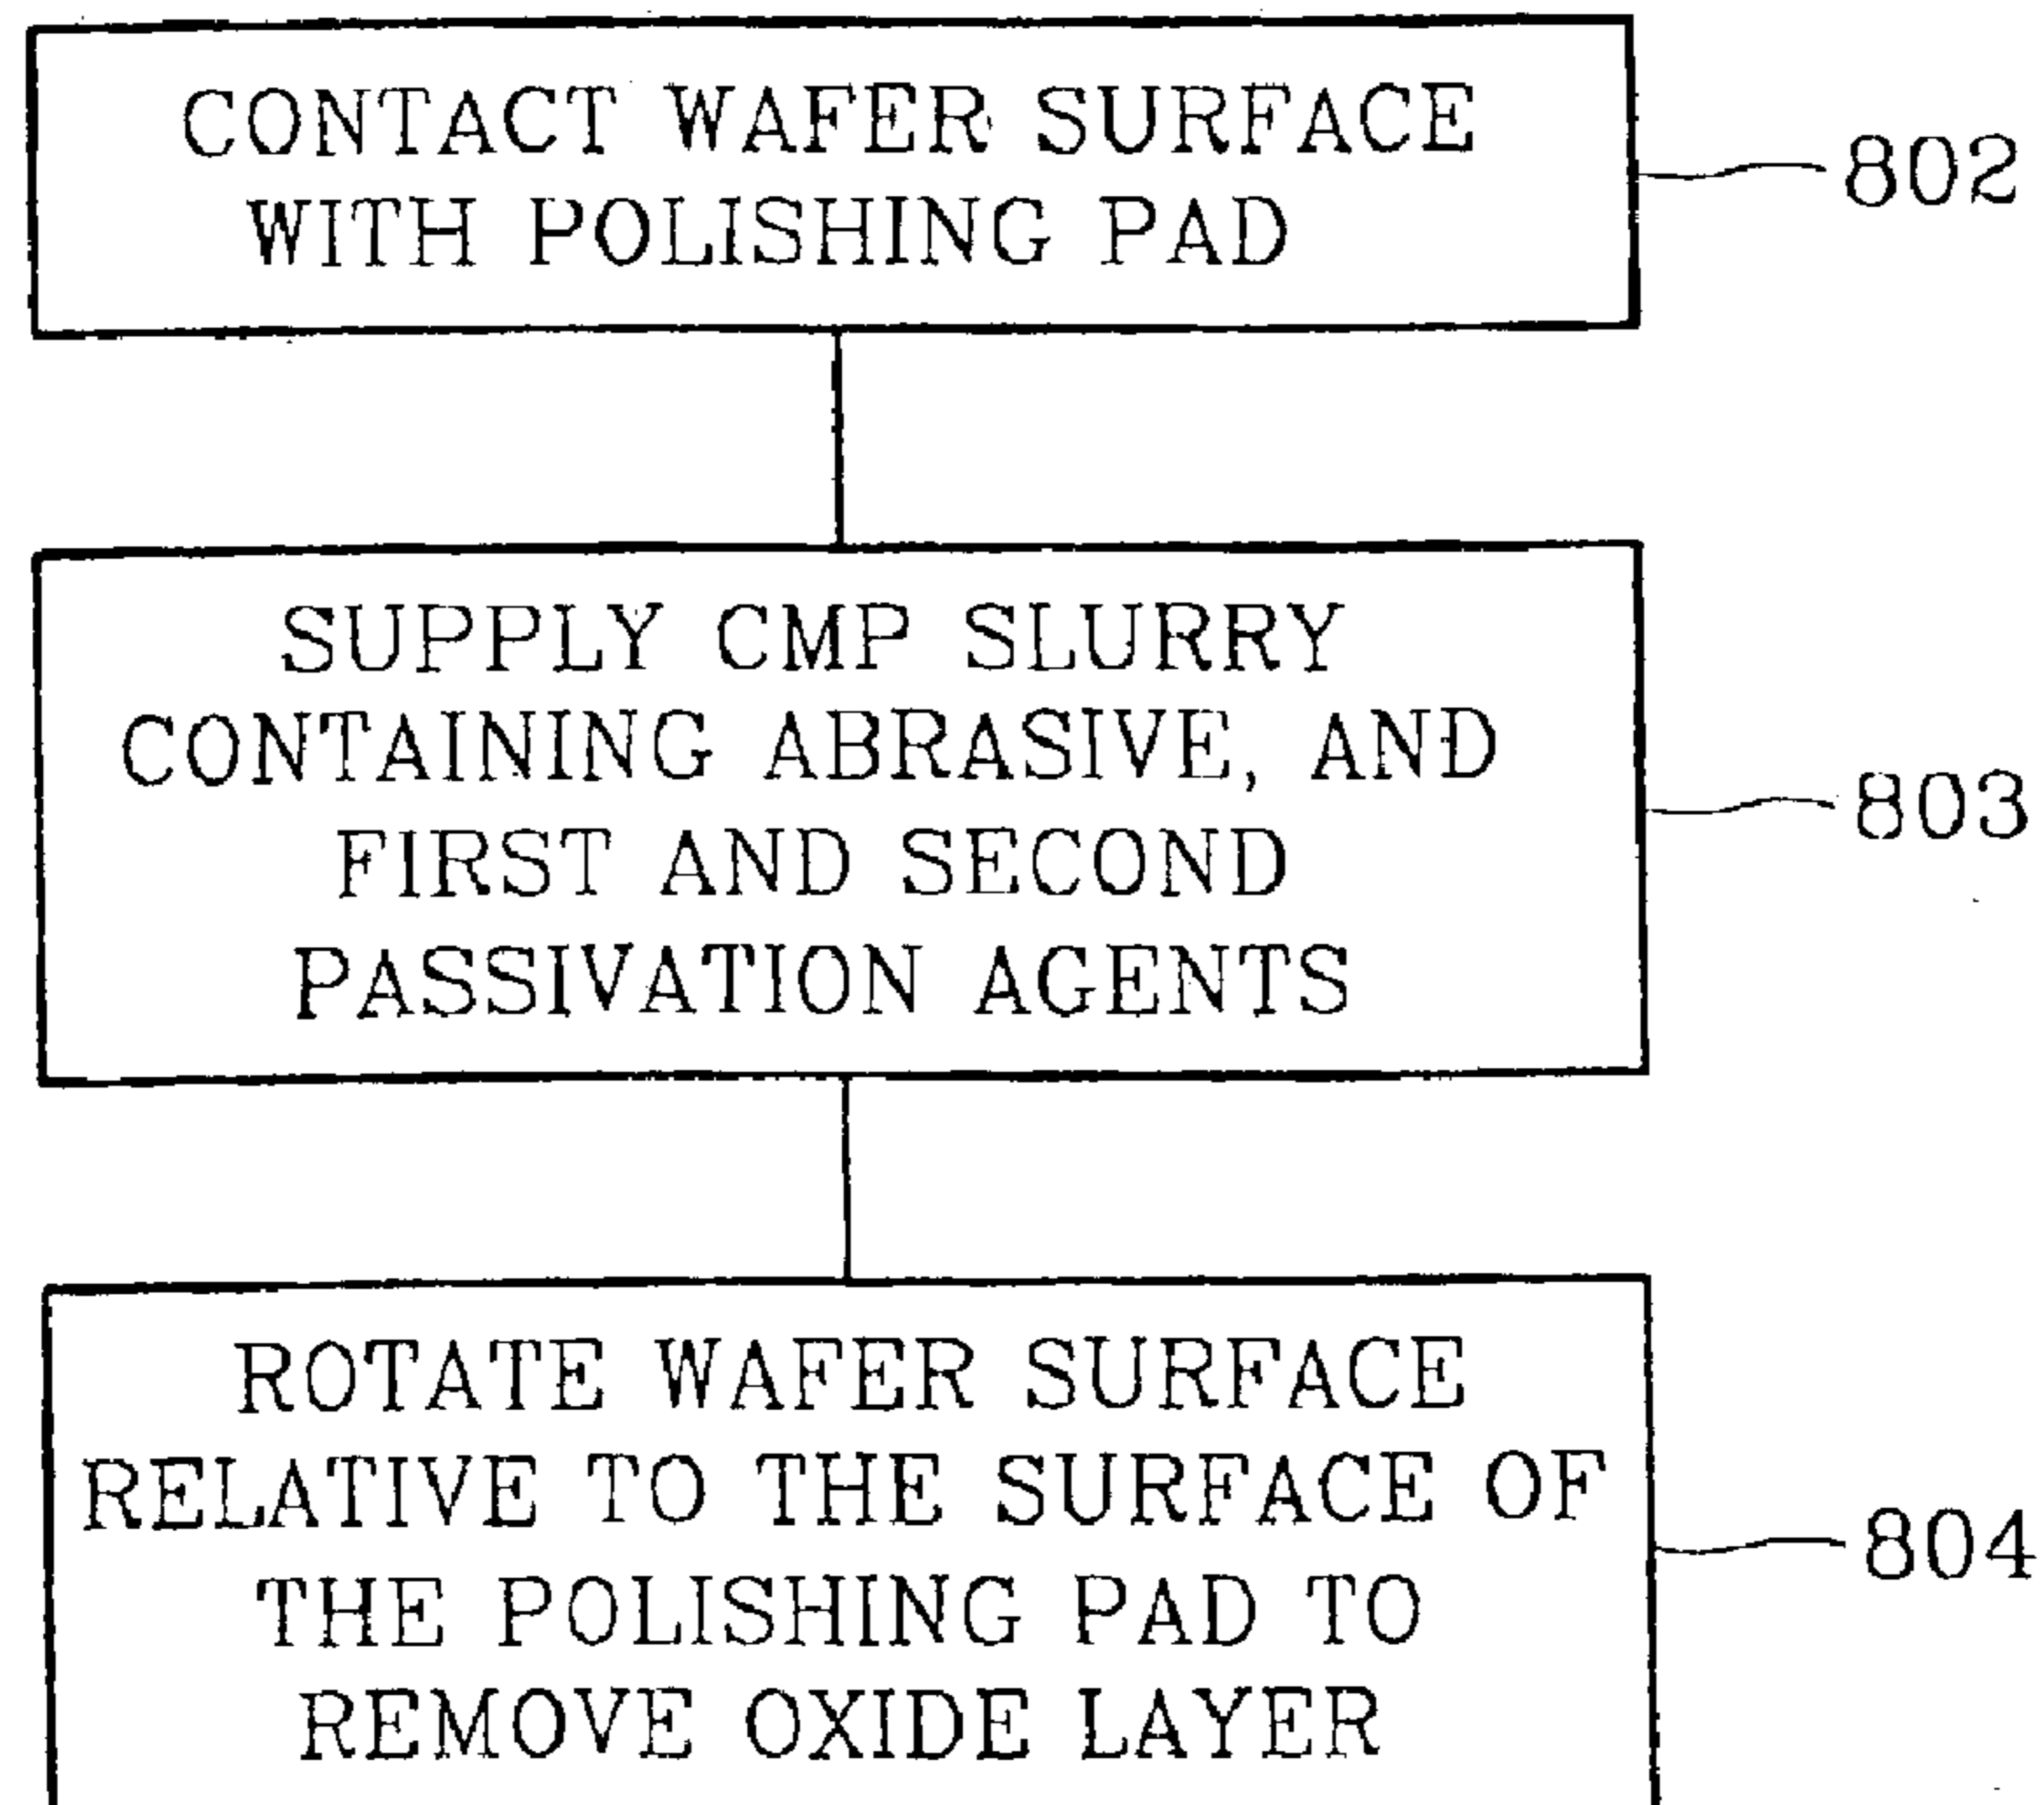 CONTACT WAFER SURFACE
WITH POLISHING PAD
802
SUPPLY CMP SLURRY
CONTAINING ABRASIVE, AND
FIRST AND SECOND
PASSIVATION AGENTS
803
ROTATE WAFER SURFACE
RELATIVE TO THE SURFACE OF
THE POLISHING PAD TO
REMOVE OXIDE LAYER
804